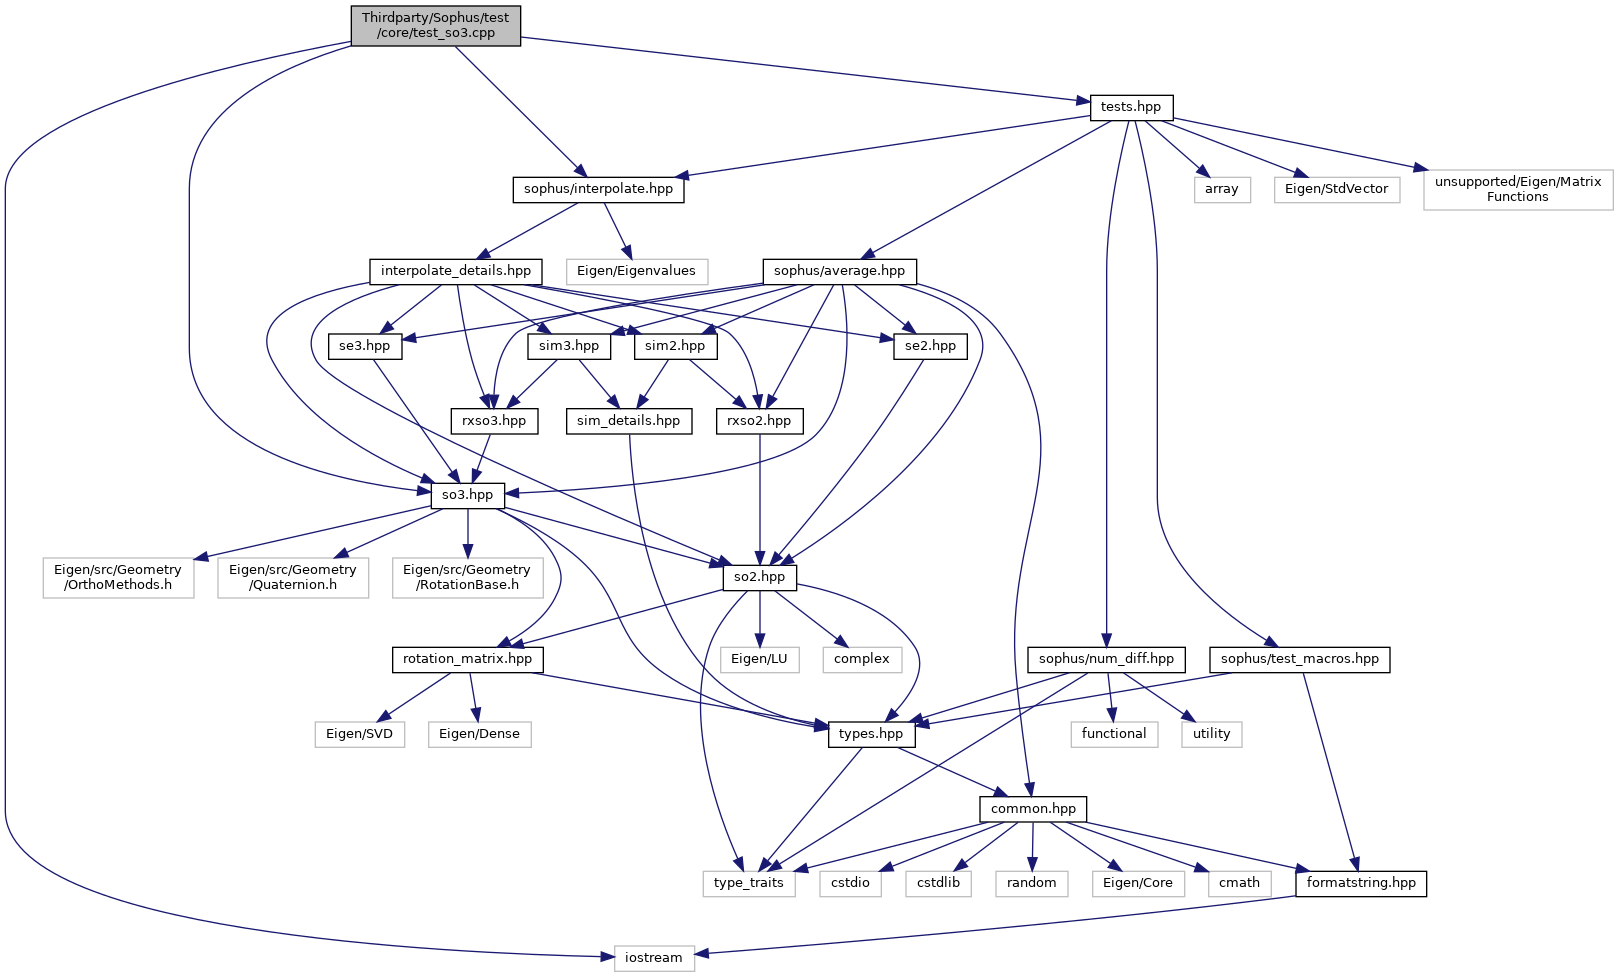 Thirdparty/Sophus/test
/core/test_so3.cpp
tests.hpp
sophus/interpolate.hpp
array
Eigen/StdVector
unsupported/Eigen/Matrix
Functions
interpolate_details.hpp
Eigen/Eigenvalues
sophus/average.hpp
se3.hpp
sim3.hpp
sim2.hpp
se2.hpp
rxso3.hpp
sim_details.hpp
rxso2.hpp
so3.hpp
Eigen/src/Geometry
/OrthoMethods.h
Eigen/src/Geometry
/Quaternion.h
Eigen/src/Geometry
/RotationBase.h
so2.hpp
rotation_matrix.hpp
Eigen/LU
complex
sophus/num_diff.hpp
sophus/test_macros.hpp
Eigen/SVD
Eigen/Dense
types.hpp
functional
utility
common.hpp
type_traits
cstdio
cstdlib
random
Eigen/Core
cmath
formatstring.hpp
iostream